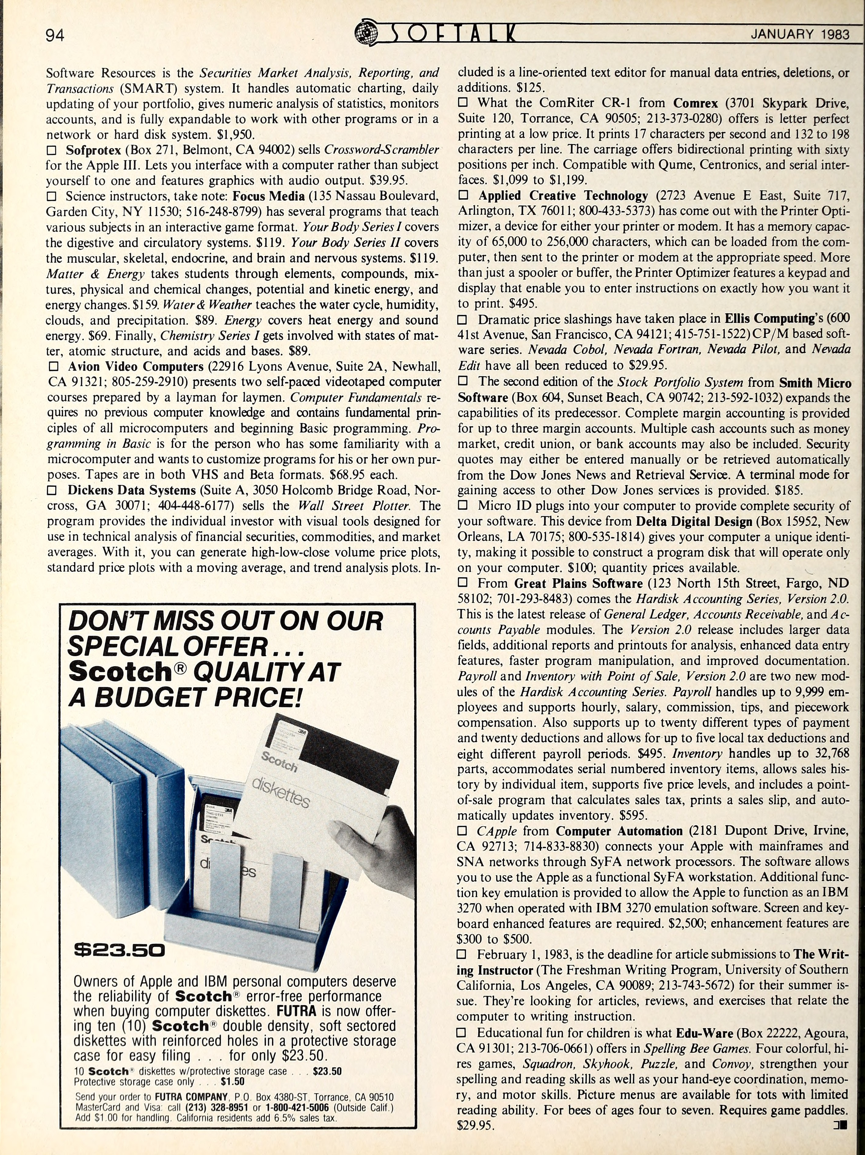 94
SOFTALK
JANUARY 1983
Software Resources is the Securities Market Analysis, Reporting, and
Transactions (SMART) system. It handles automatic charting, daily
updating of your portfolio, gives numeric analysis of statistics, monitors
accounts, and is fully expandable to work with other programs or in a
network or hard disk system. $1,950.
□ Sofprotex (Box 271, Belmont, CA 94002) sells Crossword-Scrambler
for the Apple III. Lets you interface with a computer rather than subject
yourself to one and features graphics with audio output. $39.95.
□ Science instructors, take note: Focus Media (135 Nassau Boulevard,
Garden City, NY 11530; 516-248-8799) has several programs that teach
various subjects in an interactive game format. Your Body Series I covers
the digestive and circulatory systems. $119. Your Body Series II covers
the muscular, skeletal, endocrine, and brain and nervous systems. $119.
Matter & Energy takes students through elements, compounds, mix-
tures, physical and chemical changes, potential and kinetic energy, and
energy changes. $159. Water & Weather teaches the water cycle, humidity,
clouds, and precipitation. $89. Energy covers heat energy and sound
energy. $69. Finally, Chemistry Series I gets involved with states of mat-
ter, atomic structure, and acids and bases. $89.
□ Avion Video Computers (22916 Lyons Avenue, Suite 2A, Newhall,
CA 91321; 805-259-2910) presents two self-paced videotaped computer
courses prepared by a layman for laymen. Computer Fundamentals re-
quires no previous computer knowledge and contains fundamental prin-
ciples of all microcomputers and beginning Basic programming. Pro-
gramming in Basic is for the person who has some familiarity with a
microcomputer and wants to customize programs for his or her own pur-
poses. Tapes are in both VHS and Beta formats. $68.95 each.
□ Dickens Data Systems (Suite A, 3050 Holcomb Bridge Road, Nor-
cross, GA 30071; 404-448-6177) sells the Wall Street Plotter. The
program provides the individual investor with visual tools designed for
use in technical analysis of financial securities, commodities, and market
averages. With it, you can generate high-low-close volume price plots,
standard price plots with a moving average, and trend analysis plots. In-
cluded is a line-oriented text editor for manual data entries, deletions, or
additions. $125.
□ What the ComRiter CR-1 from Comrex (3701 Skypark Drive,
Suite 120, Torrance, CA 90505; 213-373-0280) offers is letter perfect
printing at a low price. It prints 17 characters per second and 132 to 198
characters per line. The carriage offers bidirectional printing with sixty
positions per inch. Compatible with Qume, Centronics, and serial inter-
faces. $1,099 to $1,199.
□ Applied Creative Technology (2723 Avenue E East, Suite 717,
Arlington, TX 76011; 800-433-5373) has come out with the Printer Opti-
mizer, a device for either your printer or modem. It has a memory capac-
ity of 65,000 to 256,000 characters, which can be loaded from the com-
puter, then sent to the printer or modem at the appropriate speed. More
than just a spooler or buffer, the Printer Optimizer features a keypad and
display that enable you to enter instructions on exactly how you want it
to print. $495.
□ Dramatic price slashings have taken place in Ellis Computing's (600
41st Avenue, San Francisco, CA 94121; 415-751-1522) CP/M based soft-
ware series. Nevada Cobol, Nevada Fortran, Nevada Pilot, and Nevada
Edit have all been reduced to $29.95.
□ The second edition of the Stock Portfolio System from Smith Micro
Software (Box 604, Sunset Beach, CA 90742; 213-592-1032) expands the
capabilities of its predecessor. Complete margin accounting is provided
for up to three margin accounts. Multiple cash accounts such as money
market, credit union, or bank accounts may also be included. Security
quotes may either be entered manually or be retrieved automatically
from the Dow Jones News and Retrieval Service. A terminal mode for
gaining access to other Dow Jones services is provided. $185.
□ Micro ID plugs into your computer to provide complete security of
your software. This device from Delta Digital Design (Box 15952, New
Orleans, LA 70175; 800-535-1814) gives your computer a unique identi-
ty, making it possible to construct a program disk that will operate only
on your computer. $100; quantity prices available.
□ From Great Plains Software (123 North 15th Street, Fargo, ND
58102; 701-293-8483) comes the Hardisk Accounting Series, Version 2.0.
This is the latest release of General Ledger, Accounts Receivable, and Ac-
counts Payable modules. The Version 2.0 release includes larger data
fields, additional reports and printouts for analysis, enhanced data entry
features, faster program manipulation, and improved documentation.
Payroll and Inventory with Point of Sale, Version 2.0 are two new mod-
ules of the Hardisk Accounting Series. Payroll handles up to 9,999 em-
ployees and supports hourly, salary, commission, tips, and piecework
compensation. Also supports up to twenty different types of payment
and twenty deductions and allows for up to five local tax deductions and
eight different payroll periods. $495. Inventory handles up to 32,768
parts, accommodates serial numbered inventory items, allows sales his-
tory by individual item, supports five price levels, and includes a point-
of-sale program that calculates sales tax, prints a sales slip, and auto-
matically updates inventory. $595.
□ CApple from Computer Automation (2181 Dupont Drive, Irvine,
CA 92713; 714-833-8830) connects your Apple with mainframes and
SNA networks through SyFA network processors. The software allows
you to use the Apple as a functional SyFA workstation. Additional func-
tion key emulation is provided to allow the Apple to function as an IBM
3270 when operated with IBM 3270 emulation software. Screen and key-
board enhanced features are required. $2,500; enhancement features are
$300 to $500.
□ February 1, 1983, is the deadline for article submissions to The Writ-
ing Instructor (The Freshman Writing Program, University of Southern
California, Los Angeles, CA 90089; 213-743-5672) for their summer is-
sue. They're looking for articles, reviews, and exercises that relate the
computer to writing instruction.
□ Educational fun for children is what Edu-Ware (Box 22222, Agoura,
CA 91301; 213-706-0661) offers in Spelling Bee Games. Four colorful, hi-
res games, Squadron, Skyhook, Puzzle, and Convoy, strengthen your
spelling and reading skills as well as your hand-eye coordination, memo-
ry, and motor skills. Picture menus are available for tots with limited
reading ability. For bees of ages four to seven. Requires game paddles.
$29.95.
DON'T MISS OUT ON OUR
SPECIAL OFFER...
Scotch® QUALITY AT
A BUDGET PRICE!
3M
Scotch
diskettes
$23.50
Owners of Apple and IBM personal computers deserve
the reliability of Scotch® error-free performance
when buying computer diskettes. FUTRA is now offer-
ing ten (10) Scotch® double density, soft sectored
diskettes with reinforced holes in a protective storage
case for easy filing . . . for only $23.50.
10 Scotch® diskettes w/protective storage case . . . $23.50
Protective storage case only . . . $1.50
Send your order to FUTRA COMPANY, P.O. Box 4380-ST, Torrance, CA 90510
MasterCard and Visa: call (213) 328-8951 or 1-800-421-5006 (Outside Calif.)
Add $1.00 for handling. California residents add 6.5% sales tax.